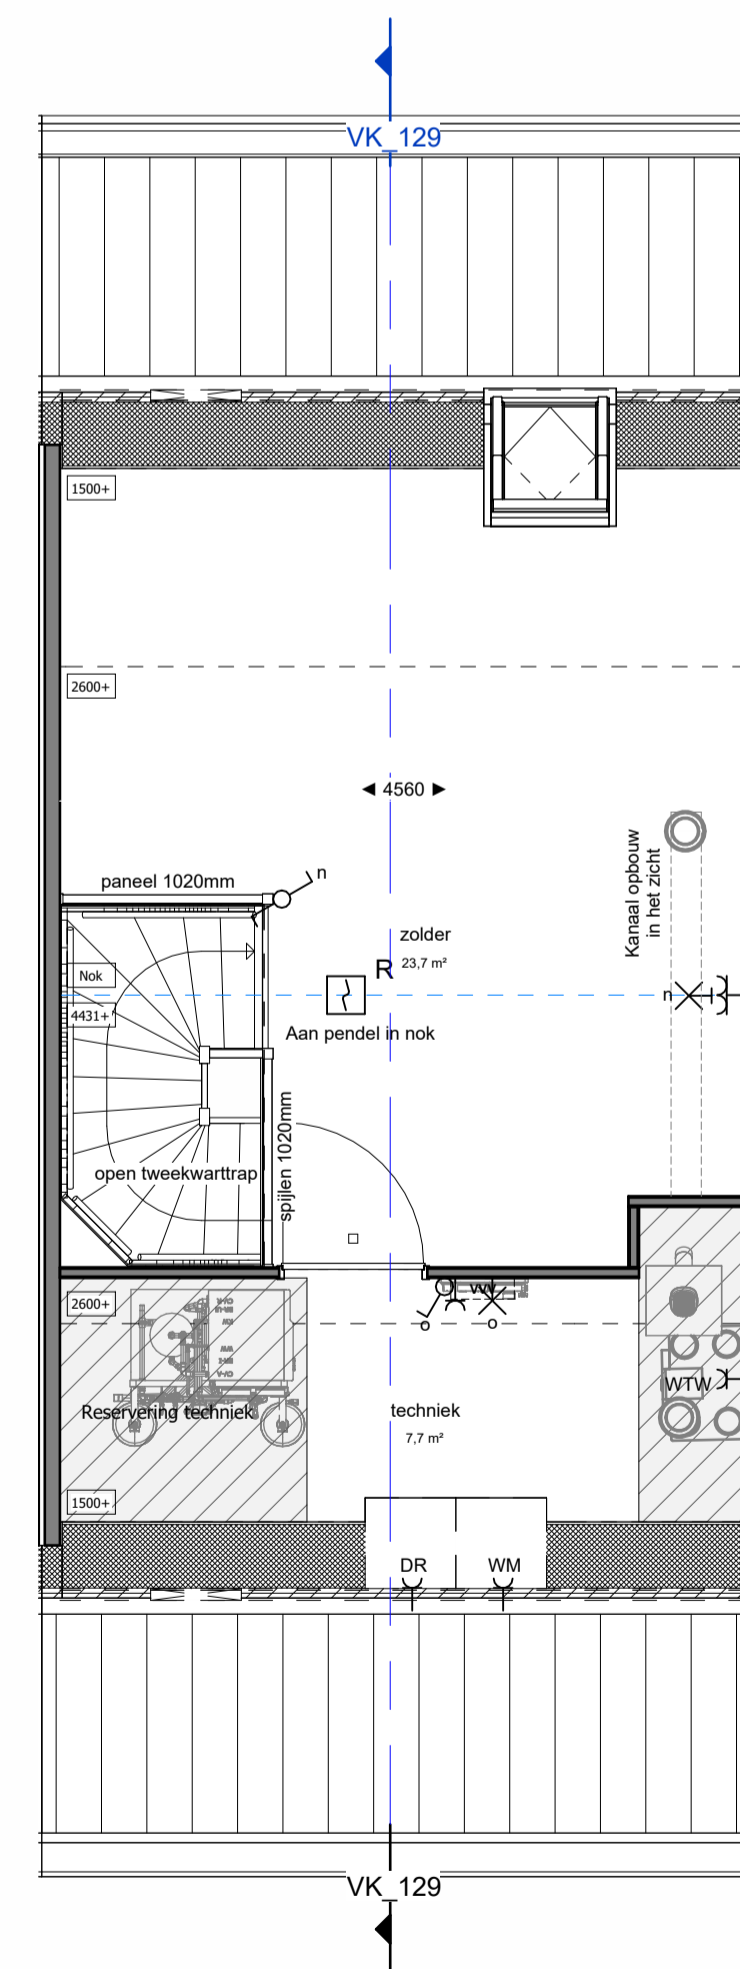 VK_129
1500+
2600+
4560
Kanaal opbouw
in het zicht
paneel 1020mm
n
zolder
23,7 m²
Nok
R
n
4431+
Aan pendel in nok
spijlen 1020mm
open tweekwarttrap
2600+
o
o
WTW
Reservering techniek
techniek
7,7 m²
1500+
DR
WM
VK_129